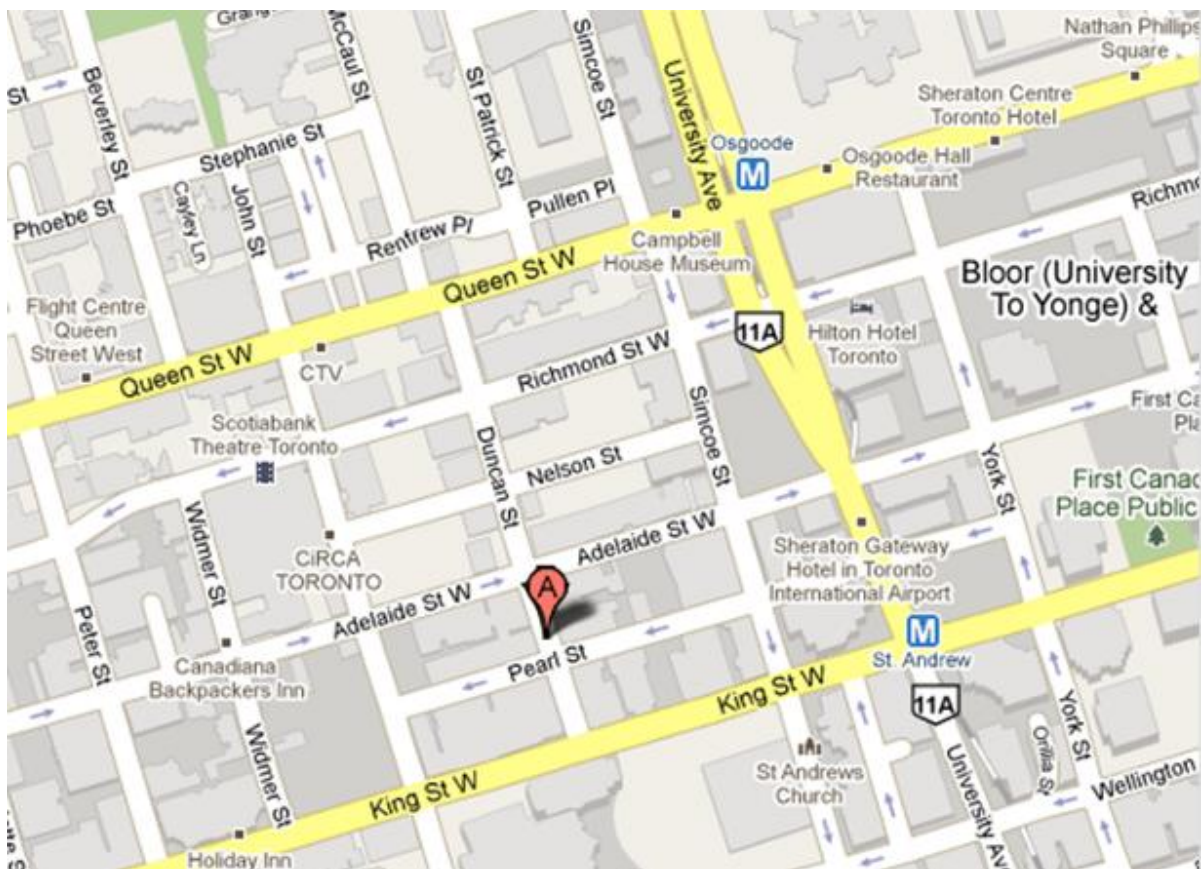 Grang
Nathan Phillips
Square
McCaul St
Simcoe St
St Patrick St
University Ave
Beverley St
St
Sheraton Centre
Toronto Hotel
Osgoode
Osgoode Hall
Restaurant
Stephanie St
Richmo
Pullen Pl
Cayley Ln
John St
Phoebe St
Renfrew Pl
Campbell
House Museum
Queen St W
Bloor (University
To Yonge) &
Flight Centre
Queen
Street West
11A
Hilton Hotel
Toronto
Richmond St W
CTV
Queen St W
First Ca
Pla
Scotiabank
Theatre Toronto
Simcoe St
Duncan St
Nelson St
York St
First Canad
Place Public
Widmer St
Adelaide St W
CiRCA
TORONTO
Sheraton Gateway
Hotel in Toronto
International Airport
A
Adelaide St W
Peter St
M
M
St. Andrew
Pearl St
Canadiana
Backpackers Inn
King St W
11A
York St
Widmer St
Orillia St
St Andrews
Church
University Ave
Wellington
King St W
Holiday Inn